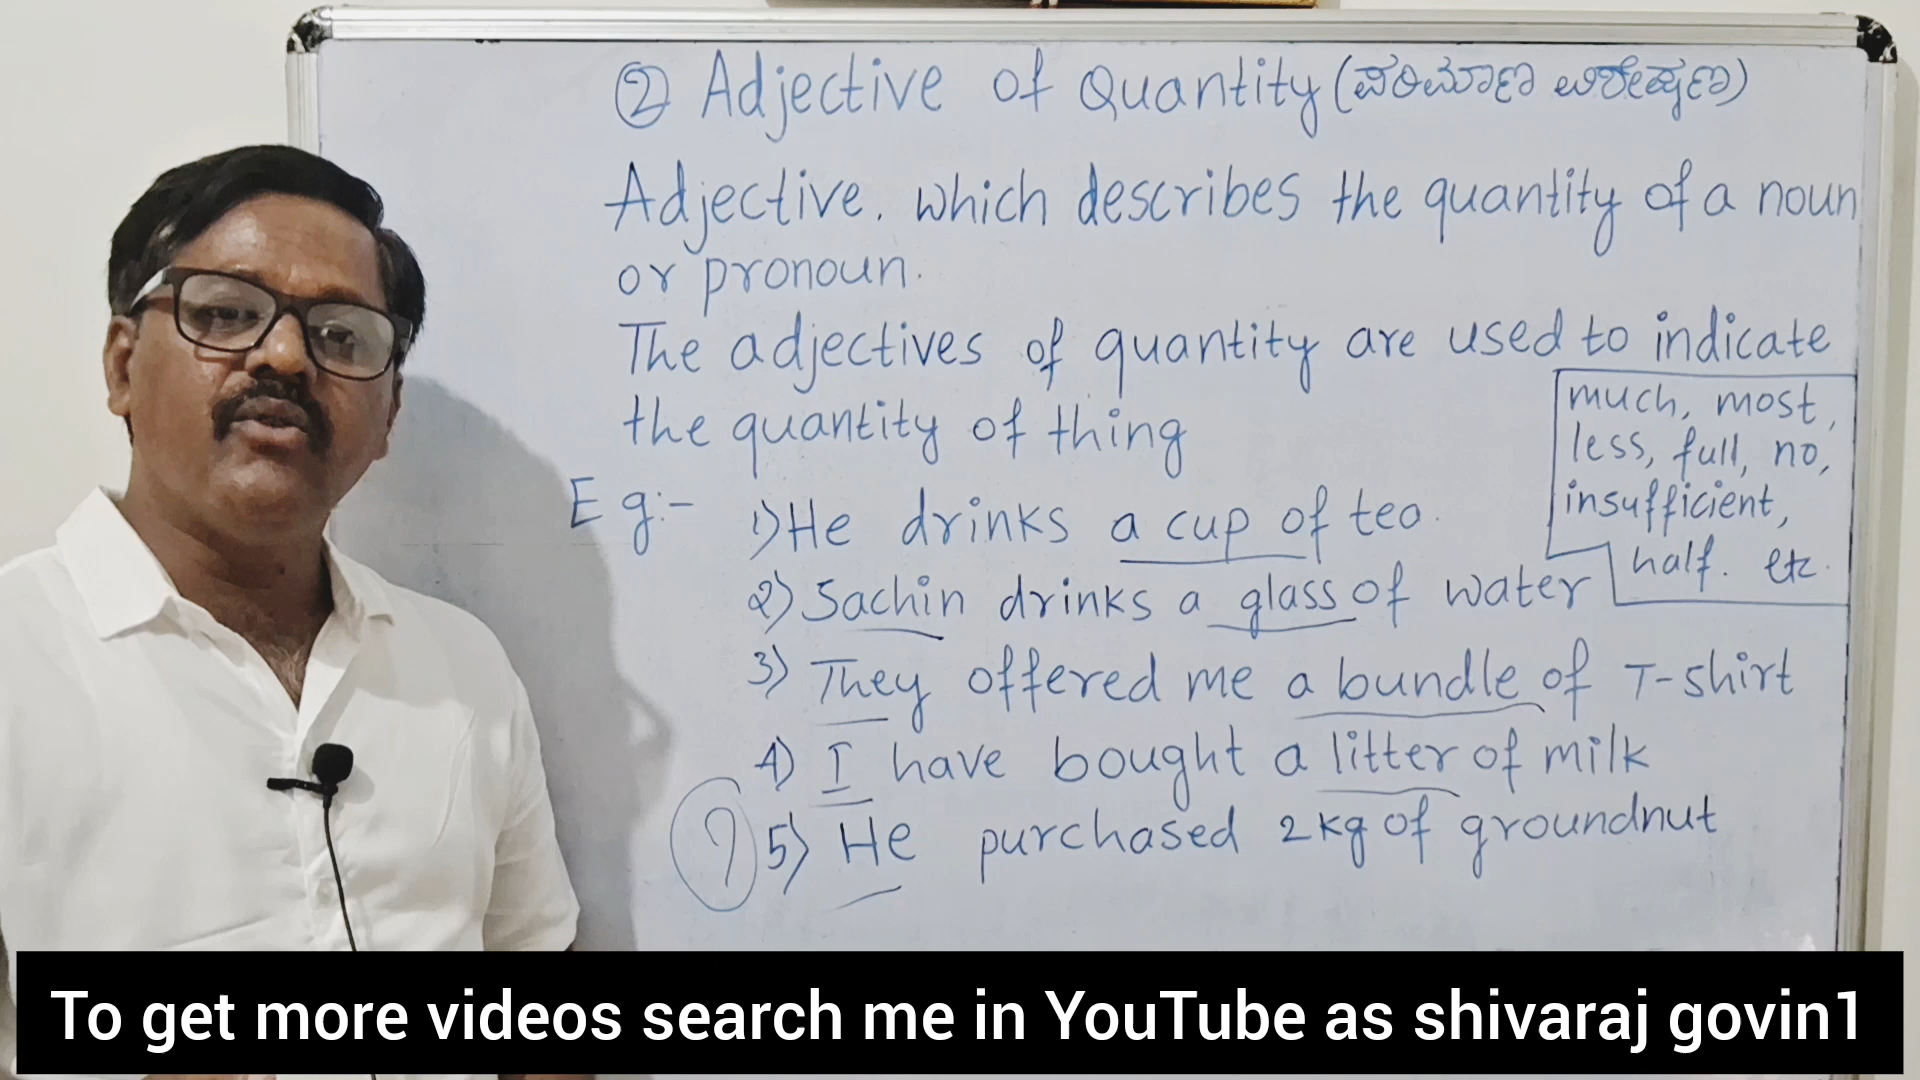 ② Adjective of Quantity (ಪರಿಮಾಣ ವಿಶೇಷಣ)
Adjective. which describes the quantity of a noun
or pronoun.
The adjectives of quantity are used to indicate
the quantity of thing
much, most,
less, full, no,
insufficient,
half. etc.
Eg:- 1) He drinks a cup of tea.
2) Sachin drinks a glass of water
3) They offered me a bundle of T-shirt
4) I have bought a litter of milk
5) He purchased 2kg of groundnut
To get more videos search me in YouTube as shivaraj govin1